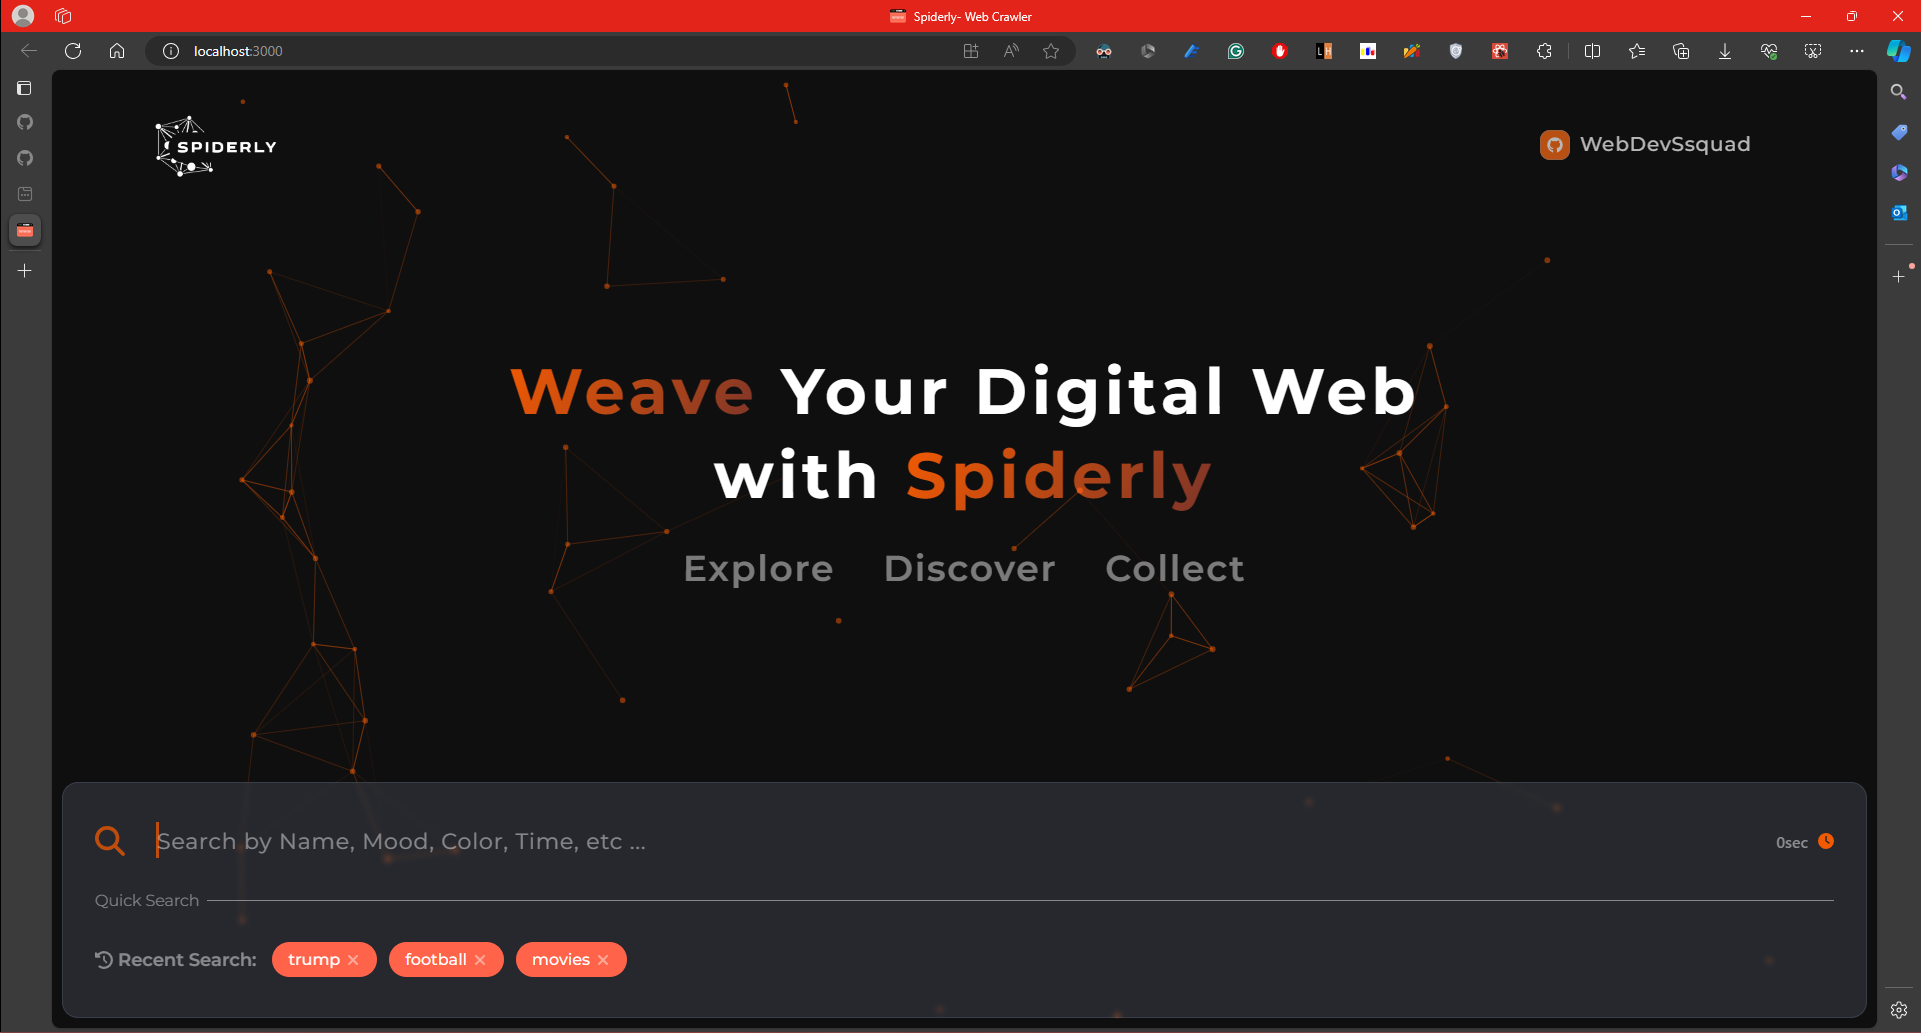 Spiderly- Web Crawler
localhost:3000
SPIDERLY
WebDevSsquad
Weave Your Digital Web
with Spiderly
Explore Discover Collect
Search by Name, Mood, Color, Time, etc ...
0sec
Quick Search
Recent Search: trump football movies